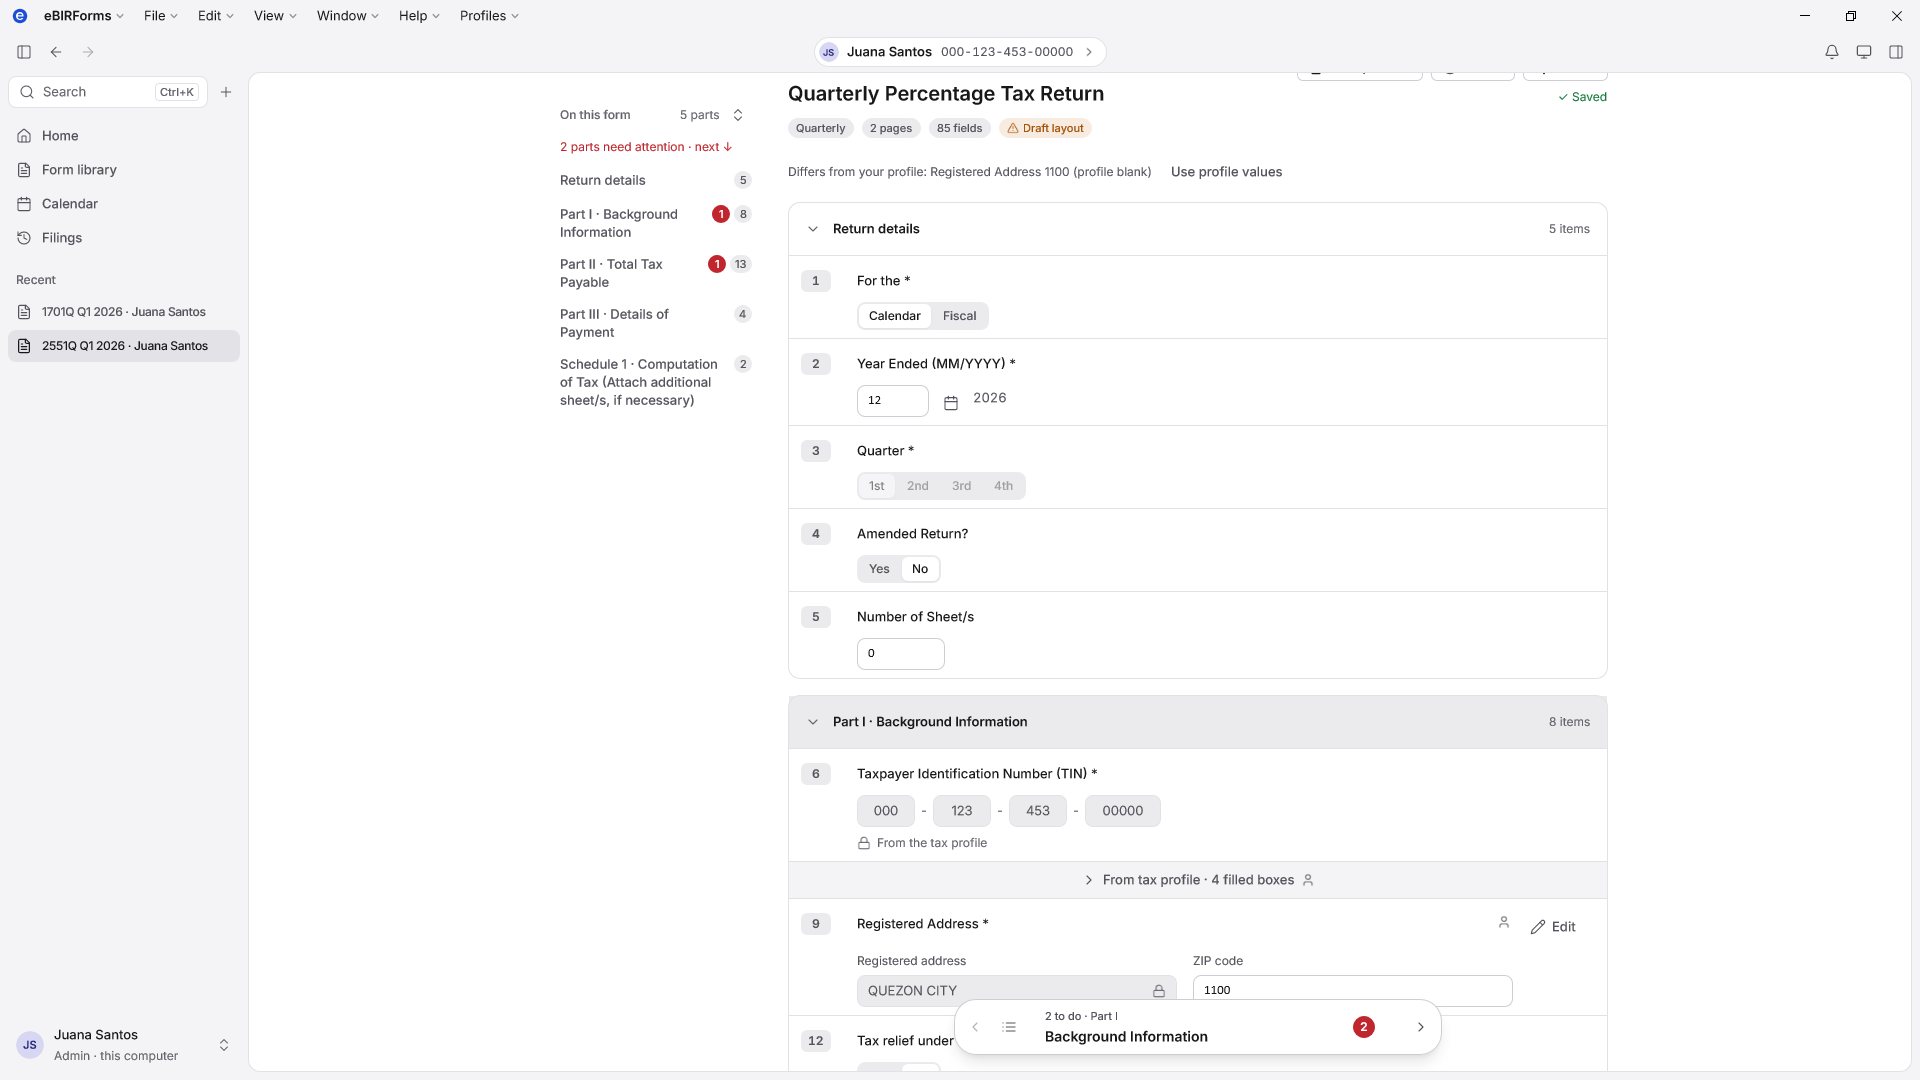 eBIRForms
File
Edit
View
Window
Help
Profiles
JS Juana Santos 000-123-453-00000
Search Ctrl+K
Home
Form library
Calendar
Filings
Recent
1701Q Q1 2026 · Juana Santos
2551Q Q1 2026 · Juana Santos
JS
Juana Santos
Admin · this computer
On this form 5 parts
2 parts need attention · next ↓
Return details 5
Part I · Background 1 8
Information
Part II · Total Tax 1 13
Payable
Part III · Details of 4
Payment
Schedule 1 · Computation 2
of Tax (Attach additional
sheet/s, if necessary)
Quarterly Percentage Tax Return
Saved
Quarterly 2 pages 85 fields Draft layout
Differs from your profile: Registered Address 1100 (profile blank) Use profile values
Return details 5 items
1 For the *
Calendar Fiscal
2 Year Ended (MM/YYYY) *
12 2026
3 Quarter *
1st 2nd 3rd 4th
4 Amended Return?
Yes No
5 Number of Sheet/s
0
Part I · Background Information 8 items
6 Taxpayer Identification Number (TIN) *
000 - 123 - 453 - 00000
From the tax profile
From tax profile · 4 filled boxes
9 Registered Address * Edit
Registered address ZIP code
QUEZON CITY 1100
12 Tax relief under
2 to do · Part I
Background Information 2